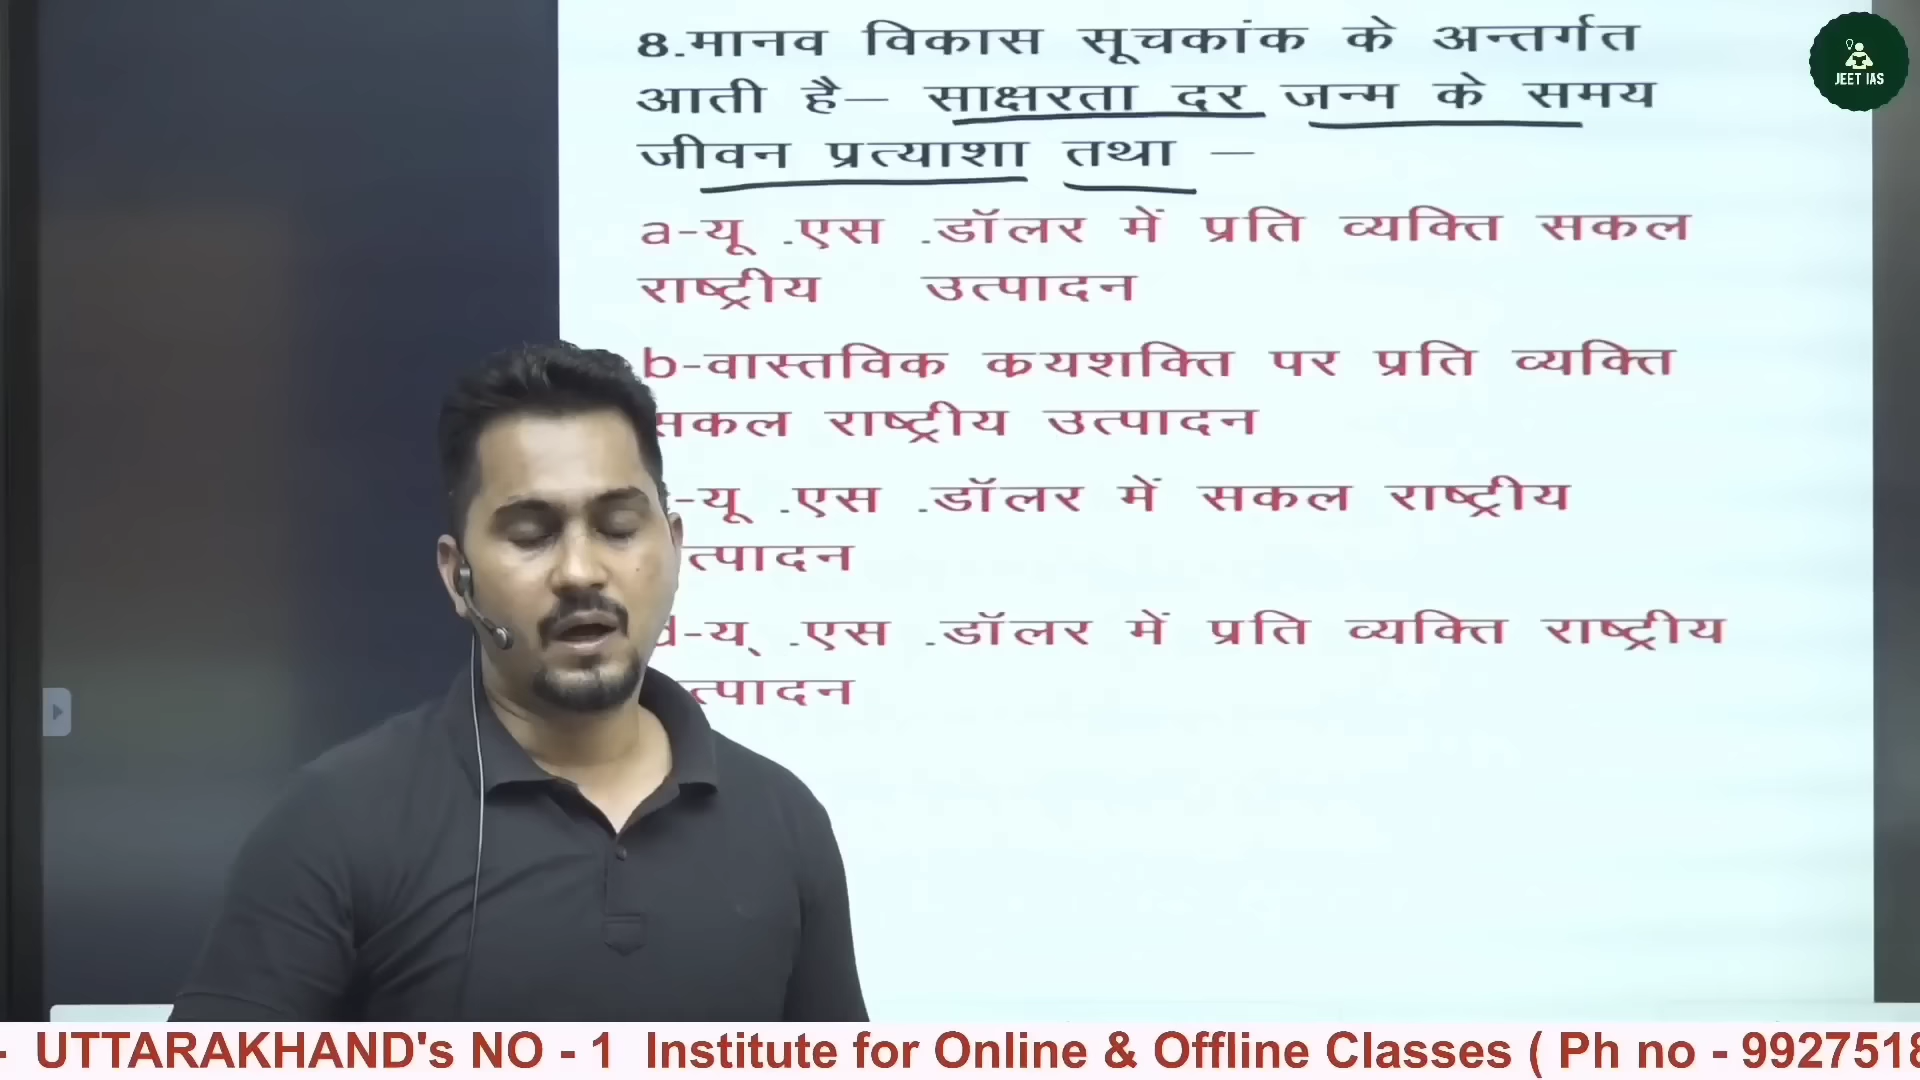 8.मानव विकास सूचकांक के अन्तर्गत
आती है– साक्षरता दर जन्म के समय
जीवन प्रत्याशा तथा –
a-यू .एस .डॉलर में प्रति व्यक्ति सकल
राष्ट्रीय उत्पादन
b-वास्तविक कयशक्ति पर प्रति व्यक्ति
सकल राष्ट्रीय उत्पादन
-यू .एस .डॉलर में सकल राष्ट्रीय
त्पादन
d-यू .एस .डॉलर में प्रति व्यक्ति राष्ट्रीय
त्पादन
JEET IAS
- UTTARAKHAND's NO - 1 Institute for Online & Offline Classes ( Ph no - 9927518